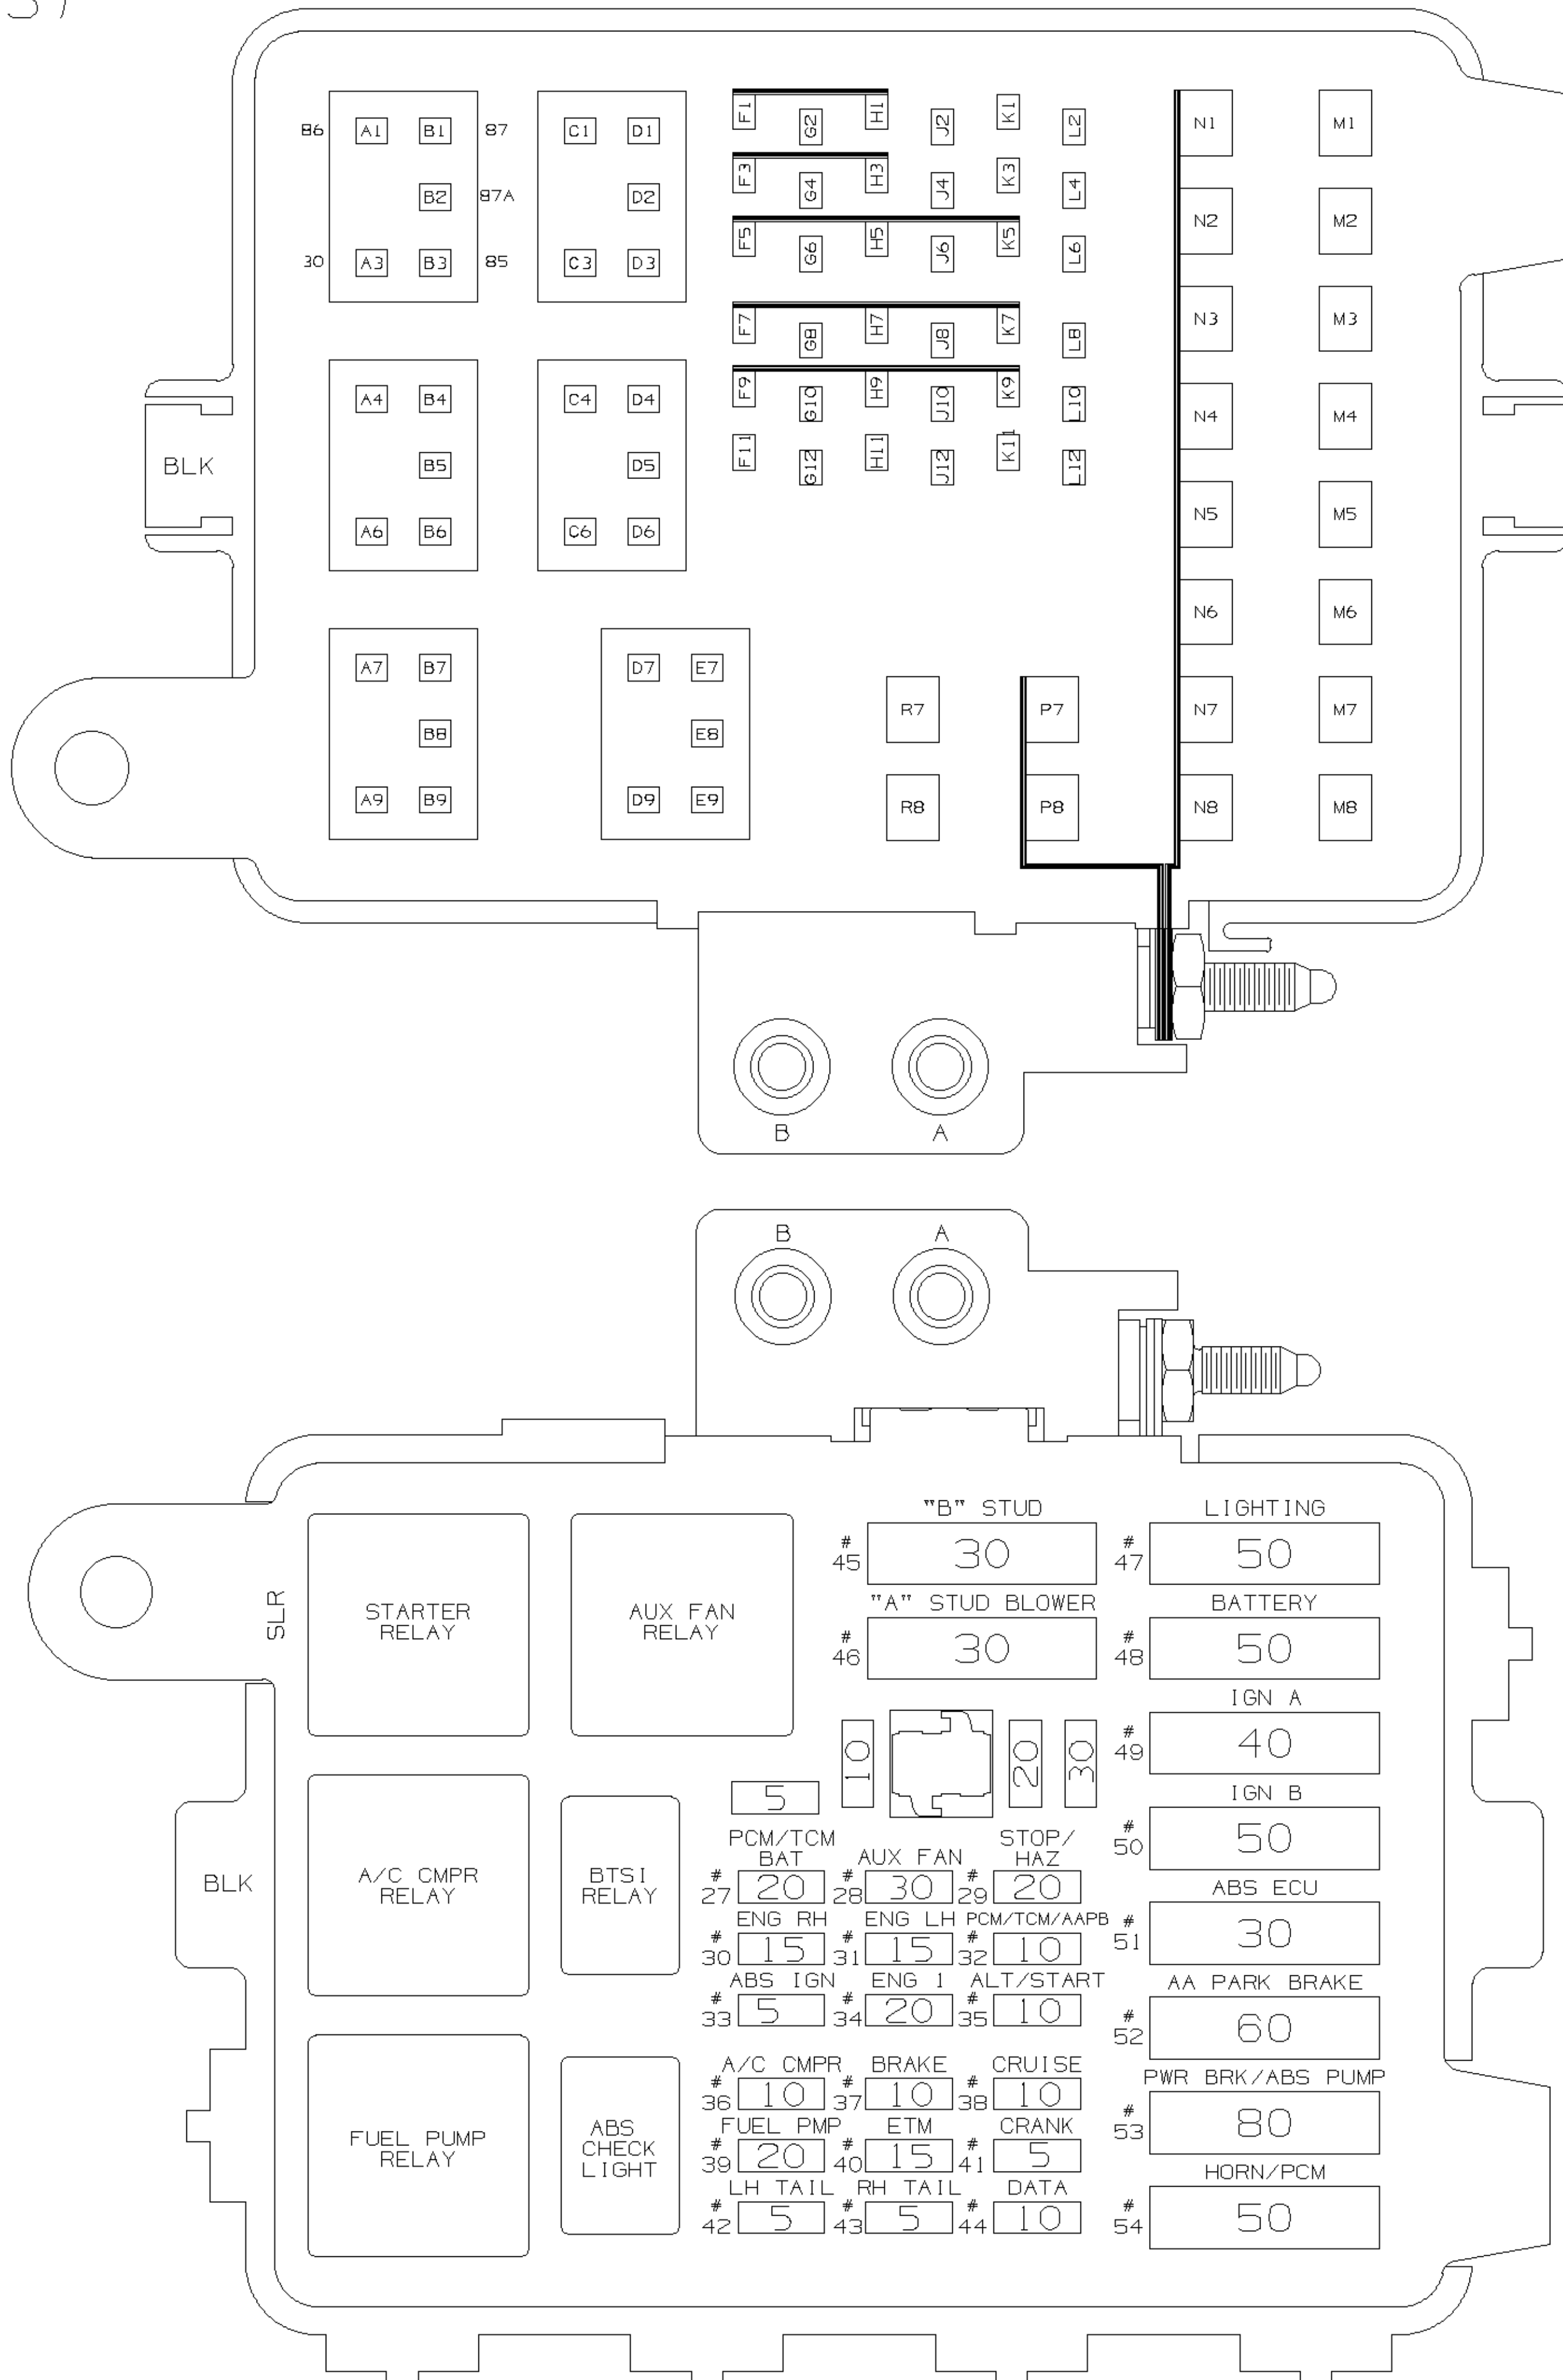 86 A1 B1 87 C1 D1 F1 G2 H1 J2 K1 L2 N1 M1
B2 87A D2 F3 G4 H3 J4 K3 L4 N2 M2
30 A3 B3 85 C3 D3 F5 G6 H5 J6 K5 L6
F7 G8 H7 J8 K7 L8 N3 M3
A4 B4 C4 D4 F9 G10 H9 J10 K9 L10 N4 M4
BLK B5 D5 F11 G12 H11 J12 K11 L12
A6 B6 C6 D6 N5 M5
N6 M6
A7 B7 D7 E7
B8 E8 R7 P7 N7 M7
A9 B9 D9 E9 R8 P8 N8 M8
B A
B A
"B" STUD LIGHTING
# 45 30 # 47 50
SLR
STARTER
RELAY
AUX FAN
RELAY
"A" STUD BLOWER BATTERY
# 46 30 # 48 50
IGN A
10 20 30 # 49 40
5
IGN B
# 50 50
BLK
A/C CMPR
RELAY
BTSI
RELAY
PCM/TCM
BAT AUX FAN STOP/
HAZ
# 27 20 # 28 30 # 29 20
ABS ECU
ENG RH ENG LH PCM/TCM/AAPB
# 30 15 # 31 15 # 32 10 # 51 30
ABS IGN ENG 1 ALT/START AA PARK BRAKE
# 33 5 # 34 20 # 35 10 # 52 60
A/C CMPR BRAKE CRUISE PWR BRK/ABS PUMP
# 36 10 # 37 10 # 38 10 # 53 80
FUEL PUMP
RELAY
ABS
CHECK
LIGHT
FUEL PMP ETM CRANK
# 39 20 # 40 15 # 41 5
LH TAIL RH TAIL DATA HORN/PCM
# 42 5 # 43 5 # 44 10 # 54 50